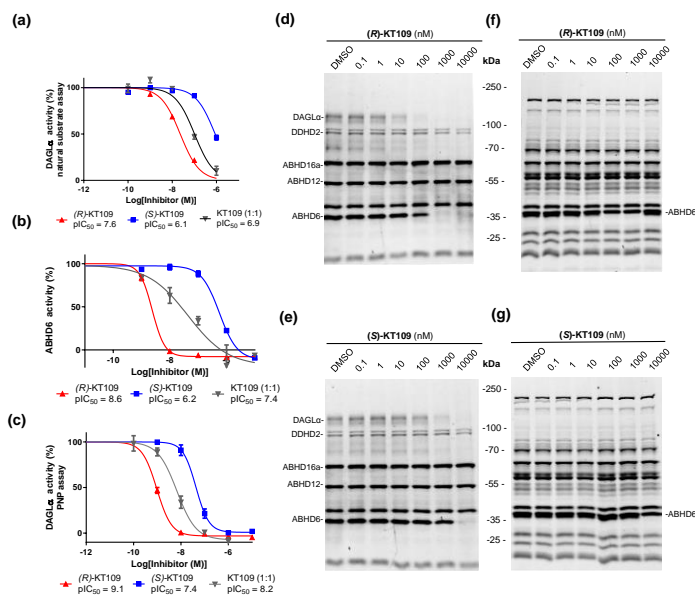 (a)
DAGLα activity (%)
natural substrate assay
100
50
0
-12
-10
-8
-6
Log[Inhibitor (M)]
(R)-KT109
pIC50 = 7.6
(S)-KT109
pIC50 = 6.1
KT109 (1:1)
pIC50 = 6.9
(b)
ABHD6 activity (%)
100
50
0
-10
-8
-6
Log[Inhibitor (M)]
(R)-KT109
pIC50 = 8.6
(S)-KT109
pIC50 = 6.2
KT109 (1:1)
pIC50 = 7.4
(c)
DAGLα activity (%)
PNP assay
100
50
0
-12
-10
-8
-6
Log[Inhibitor (M)]
(R)-KT109
pIC50 = 9.1
(S)-KT109
pIC50 = 7.4
KT109 (1:1)
pIC50 = 8.2
(d)
(R)-KT109 (nM)
DMSO 0.1 1 10 100 1000 10000
DAGLα-
DDHD2-
ABHD16a-
ABHD12-
ABHD6-
(e)
(S)-KT109 (nM)
DMSO 0.1 1 10 100 1000 10000
DAGLα-
DDHD2-
ABHD16a-
ABHD12-
ABHD6-
(f)
(R)-KT109 (nM)
DMSO 0.1 1 10 100 1000 10000
kDa
-250 -
-100 -
-70 -
-55 -
-35 -
-25 -
-ABHD6
(g)
(S)-KT109 (nM)
DMSO 0.1 1 10 100 1000 10000
kDa
-250 -
-100 -
-70 -
-55 -
-35 -
-25 -
-ABHD6